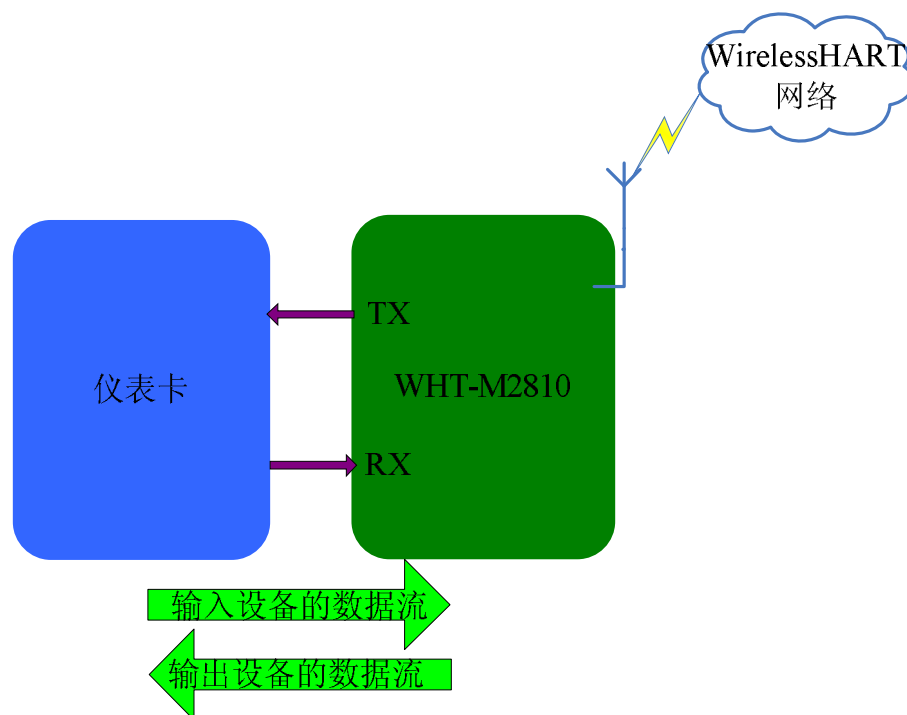 WirelessHART
网络
TX
仪表卡
WHT-M2810
RX
输入设备的数据流
输出设备的数据流